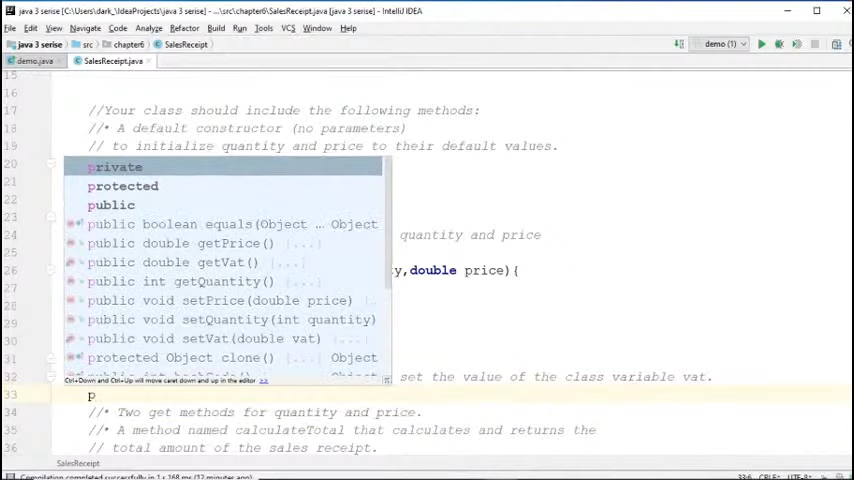 java 3 serise [C:\Users\dark_\IdeaProjects\java 3 serise] - ...\src\chapter6\SalesReceipt.java [java 3 serise] - IntelliJ IDEA
File Edit View Navigate Code Analyze Refactor Build Run Tools VCS Window Help
java 3 serise src chapter6 SalesReceipt demo (1)
demo.java SalesReceipt.java
15
16
17 //Your class should include the following methods:
18 //• A default constructor (no parameters)
19 // to initialize quantity and price to their default values.
20 private
21 protected
22 public
23 public boolean equals(Object … Object
24 quantity and price
public double getPrice() {...}
25 public double getVat() {...}
26 y,double price){
public int getQuantity() {...}
28 public void setPrice(double price) {...
29 public void setQuantity(int quantity)
30 public void setVat(double vat) {...}
31 protected Object clone() {...} Object
32 set the value of the class variable vat.
Ctrl+Down and Ctrl+Up will move caret down and up in the editor >>
33 p
34 //• Two get methods for quantity and price.
35 //• A method named calculateTotal that calculates and returns the
36 // total amount of the sales receipt.
SalesReceipt
Compilation completed successfully in 1 s 168 ms (12 minutes ago) 33:6 CRLF÷ UTF-8÷